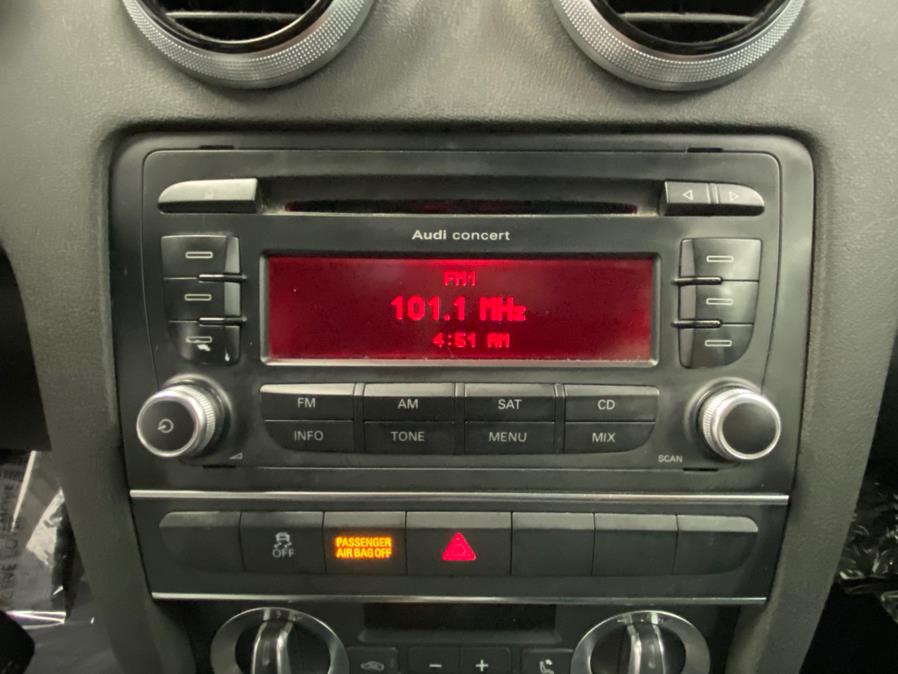 Audi concert
FM1
101.1 MHz
4:51 AM
FM AM SAT CD
INFO TONE MENU MIX
SCAN
OFF
PASSENGER
AIR BAG OFF
- +